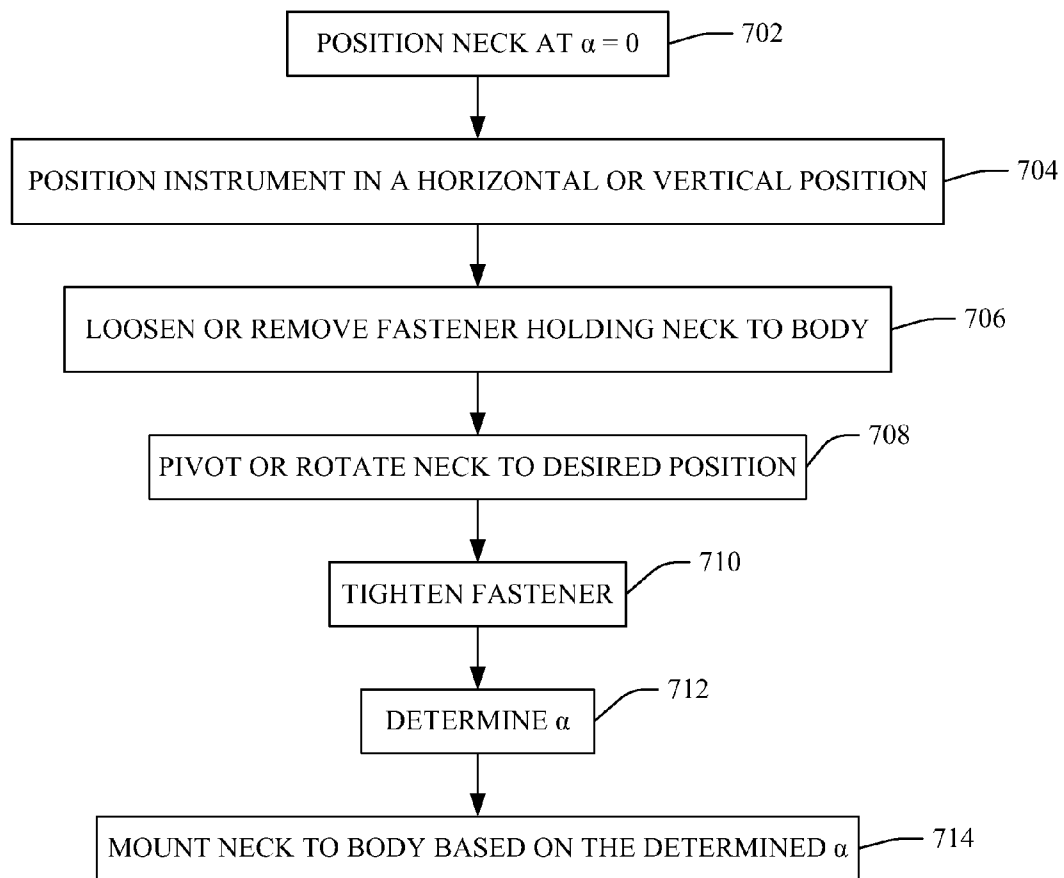 POSITION NECK AT α = 0
702
POSITION INSTRUMENT IN A HORIZONTAL OR VERTICAL POSITION
704
LOOSEN OR REMOVE FASTENER HOLDING NECK TO BODY
706
PIVOT OR ROTATE NECK TO DESIRED POSITION
708
TIGHTEN FASTENER
710
DETERMINE α
712
MOUNT NECK TO BODY BASED ON THE DETERMINED α
714